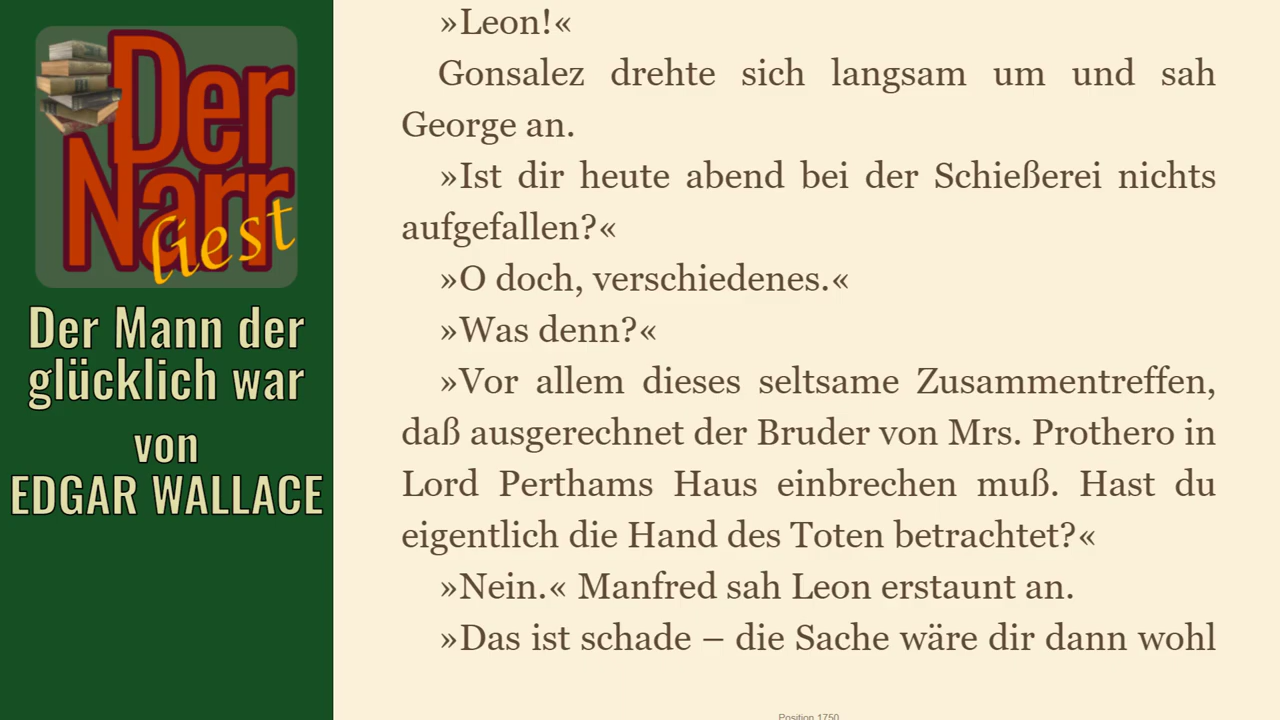 Der
Narr
liest
Der Mann der
glücklich war
von
EDGAR WALLACE
»Leon!«
Gonsalez drehte sich langsam um und sah
George an.
»Ist dir heute abend bei der Schießerei nichts
aufgefallen?«
»O doch, verschiedenes.«
»Was denn?«
»Vor allem dieses seltsame Zusammentreffen,
daß ausgerechnet der Bruder von Mrs. Prothero in
Lord Perthams Haus einbrechen muß. Hast du
eigentlich die Hand des Toten betrachtet?«
»Nein.« Manfred sah Leon erstaunt an.
»Das ist schade – die Sache wäre dir dann wohl
Position 1750